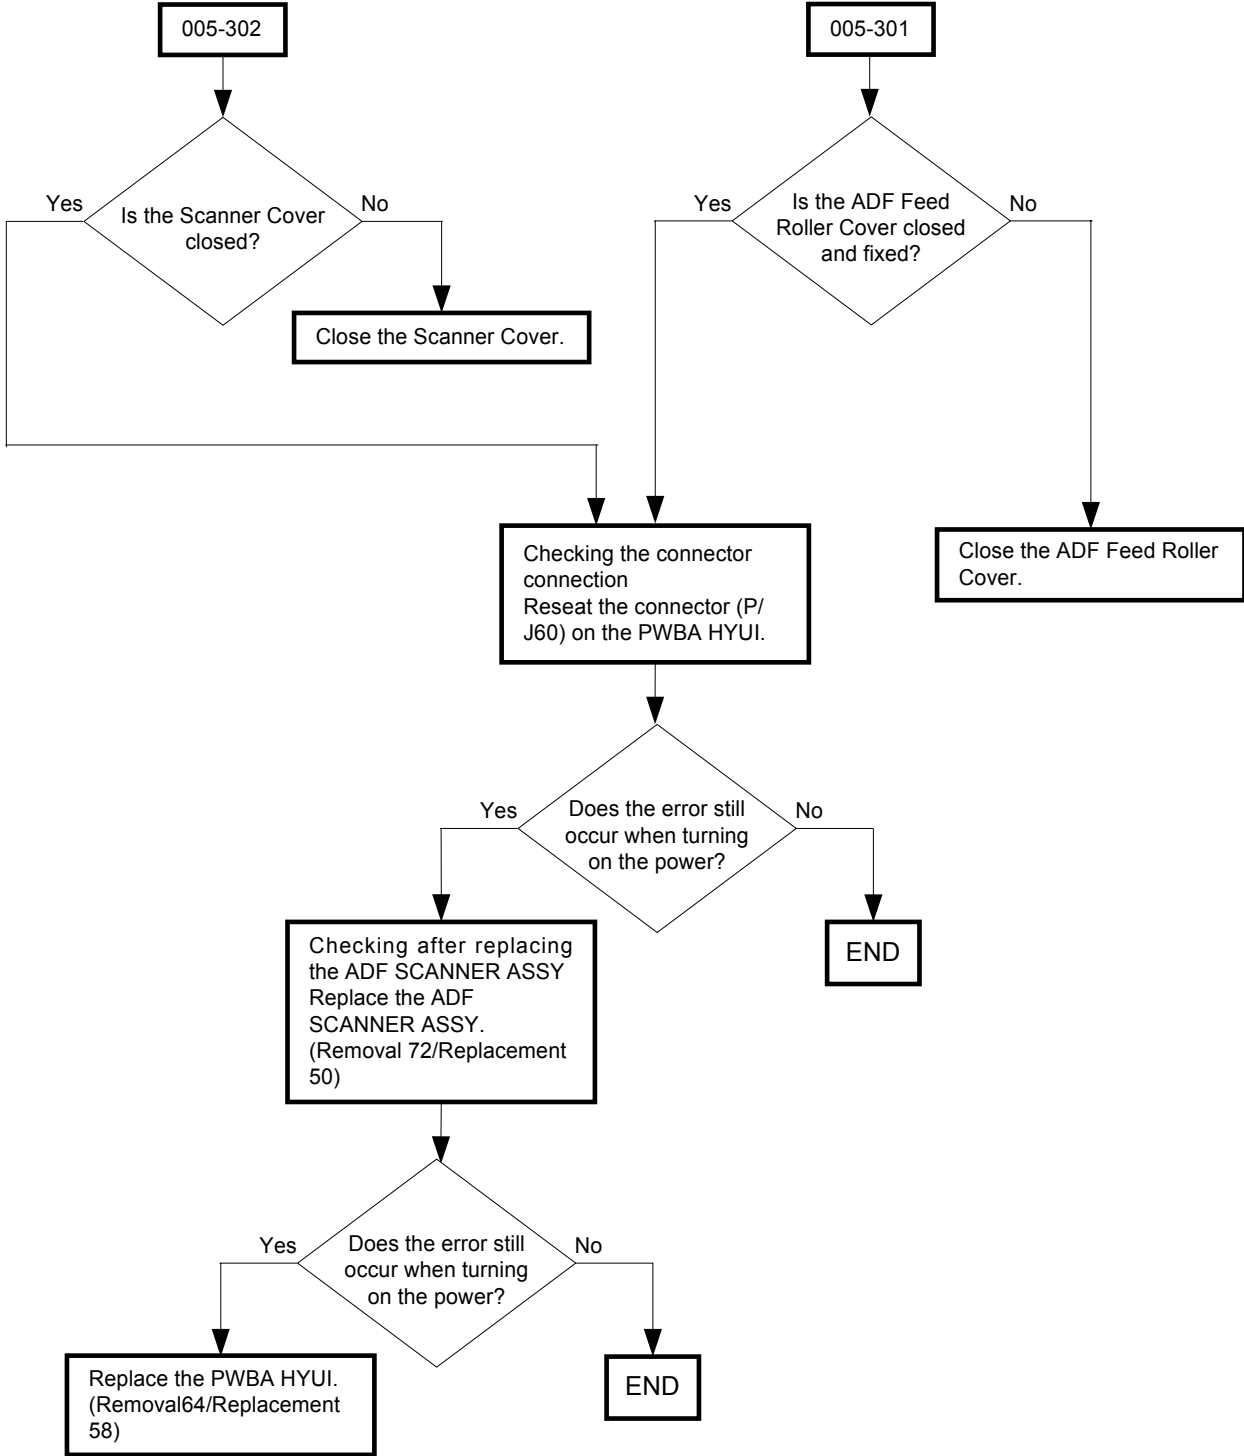 005-302
005-301
Yes
Is the Scanner Cover
closed?
No
Yes
Is the ADF Feed
Roller Cover closed
and fixed?
No
Close the Scanner Cover.
Checking the connector
connection
Reseat the connector (P/
J60) on the PWBA HYUI.
Close the ADF Feed Roller
Cover.
Yes
Does the error still
occur when turning
on the power?
No
Checking after replacing
the ADF SCANNER ASSY
Replace the ADF
SCANNER ASSY.
(Removal 72/Replacement
50)
END
Yes
Does the error still
occur when turning
on the power?
No
Replace the PWBA HYUI.
(Removal64/Replacement
58)
END